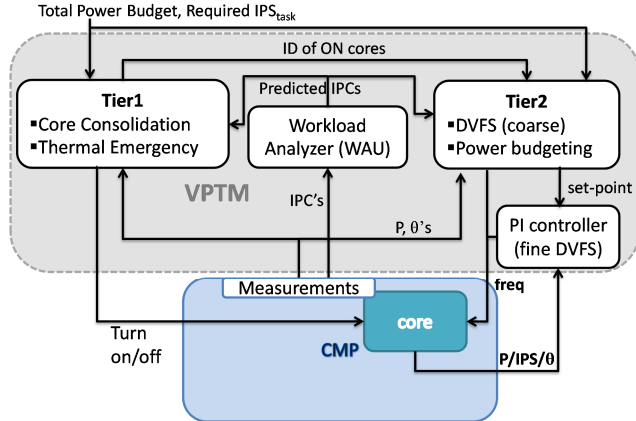 Total Power Budget, Required IPS_task
ID of ON cores
Tier1
▪Core Consolidation
▪Thermal Emergency
Predicted IPCs
Workload
Analyzer (WAU)
Tier2
▪DVFS (coarse)
▪Power budgeting
VPTM
IPC's
P, θ's
set-point
PI controller
(fine DVFS)
Measurements
freq
core
Turn
on/off
CMP
P/IPS/θ